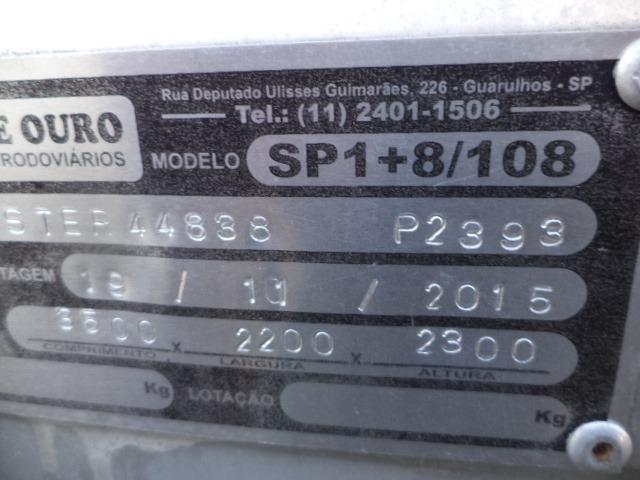 Rua Deputado Ulisses Guimarães, 226 - Guarulhos - SP
Tel.: (11) 2401-1506
E OURO
RODOVIÁRIOS
MODELO SP1+8/108
STER 44838 P2393
TAGEM 19 / 10 / 2015
3600 x 2200 x 2300
COMPRIMENTO LARGURA ALTURA
Kg LOTAÇÃO Kg